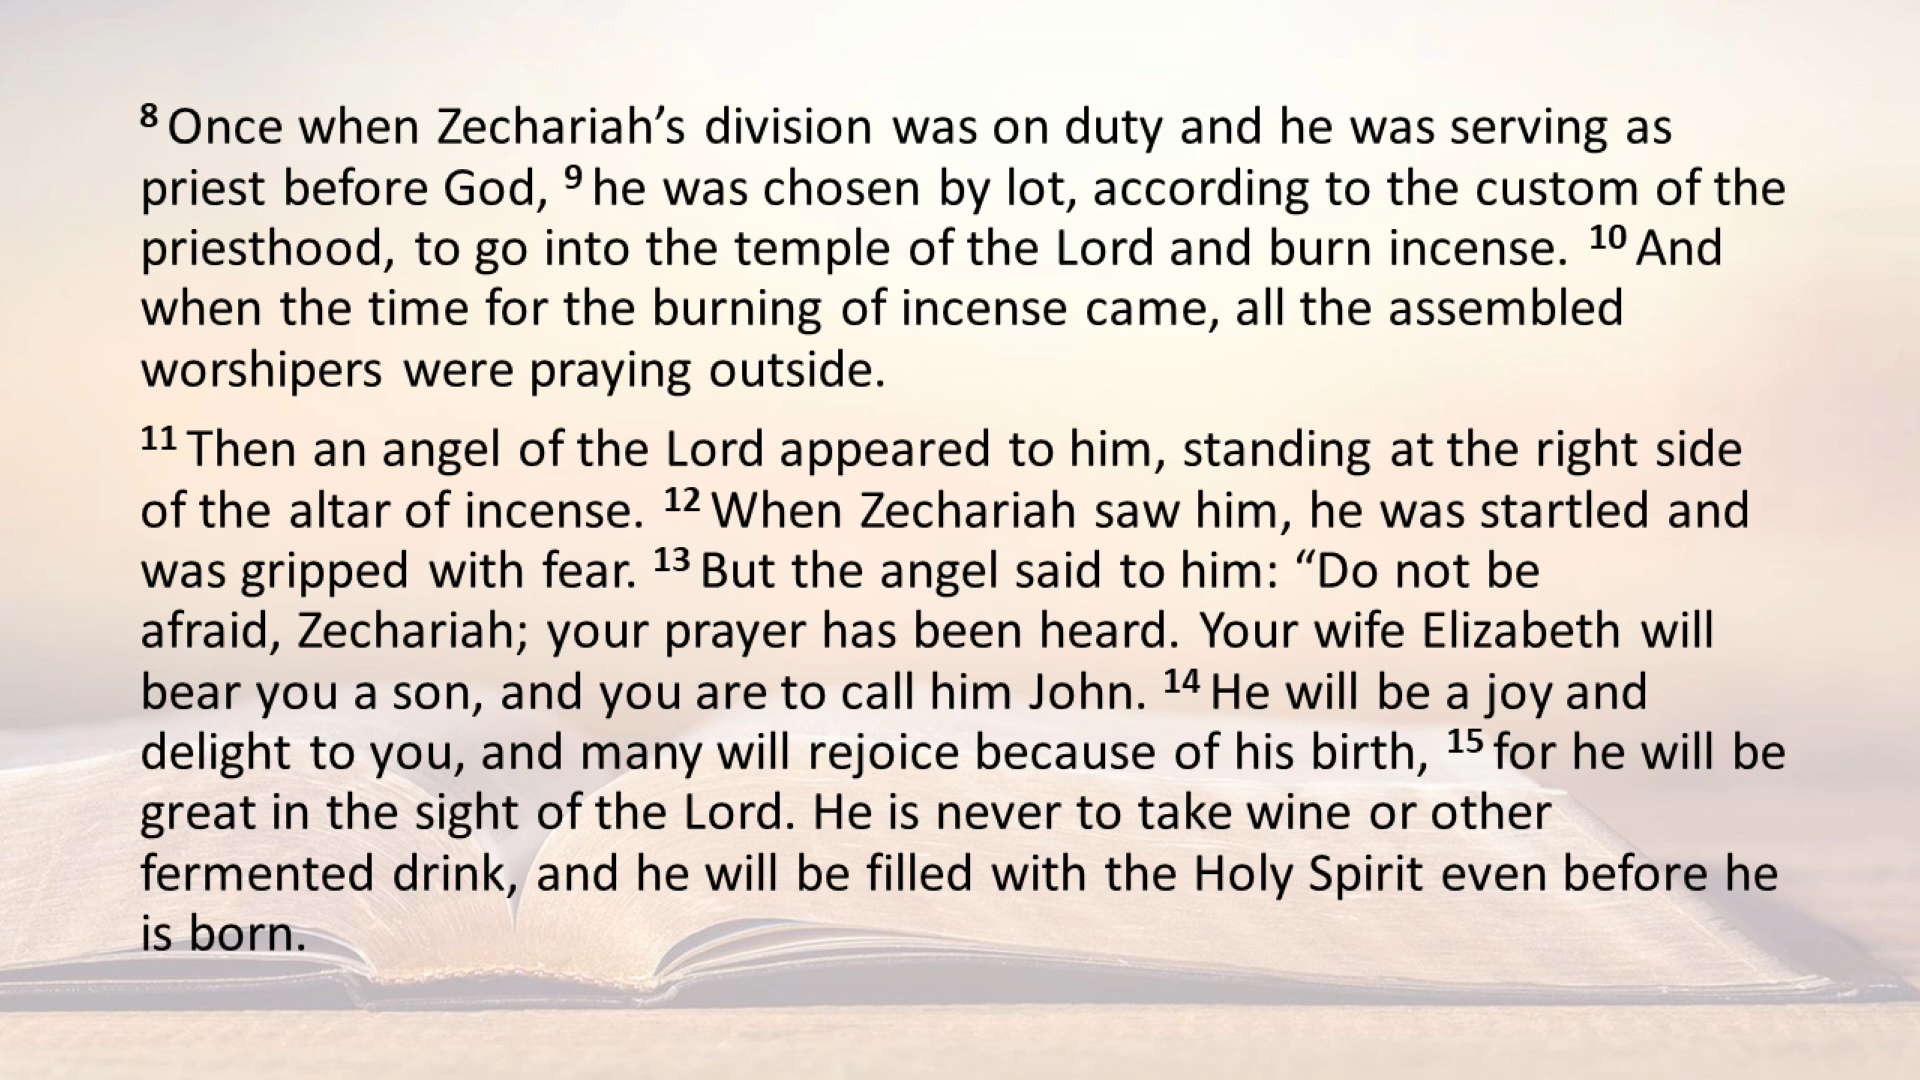 8 Once when Zechariah’s division was on duty and he was serving as
priest before God, 9 he was chosen by lot, according to the custom of the
priesthood, to go into the temple of the Lord and burn incense. 10 And
when the time for the burning of incense came, all the assembled
worshipers were praying outside.
11 Then an angel of the Lord appeared to him, standing at the right side
of the altar of incense. 12 When Zechariah saw him, he was startled and
was gripped with fear. 13 But the angel said to him: “Do not be
afraid, Zechariah; your prayer has been heard. Your wife Elizabeth will
bear you a son, and you are to call him John. 14 He will be a joy and
delight to you, and many will rejoice because of his birth, 15 for he will be
great in the sight of the Lord. He is never to take wine or other
fermented drink, and he will be filled with the Holy Spirit even before he
is born.